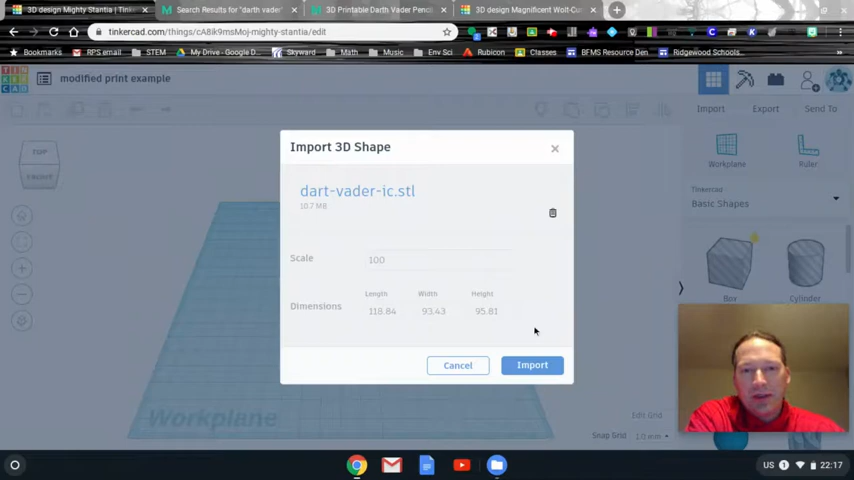 3D design Mighty Stantia | Tin
Search Results for "darth vader"
3D Printable Darth Vader Penci
3D design Magnificent Wolt-Cu
tinkercad.com/things/cA8ik9msMoj-mighty-stantia/edit
Bookmarks RPS email STEM My Drive - Google D... Skyward Math Music Env Sci Rubicon Classes BFMS Resource Den Ridgewood Schools...
TIN
KER
CAD
modified print example
Import Export Send To
TOP
FRONT
Workplane Ruler
Tinkercad
Basic Shapes
Box Cylinder
Import 3D Shape
dart-vader-ic.stl
10.7 MB
Scale 100
Length Width Height
Dimensions 118.84 93.43 95.81
Cancel Import
Workplane
Edit Grid
Snap Grid 1.0 mm
US 1 22:17